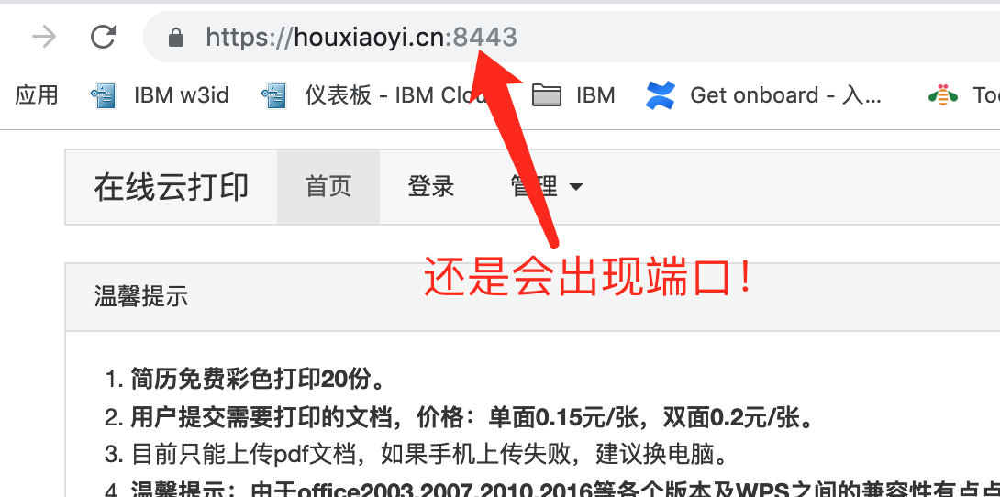 https://houxiaoyi.cn:8443
应用 IBM w3id 仪表板 - IBM Clou IBM Get onboard - 入... Too
在线云打印 首页 登录 管理
还是会出现端口！
温馨提示
1. 简历免费彩色打印20份。
2. 用户提交需要打印的文档，价格：单面0.15元/张，双面0.2元/张。
3. 目前只能上传pdf文档，如果手机上传失败，建议换电脑。
4. 温馨提示：由于office2003,2007,2010,2016等各个版本及WPS之间的兼容性有点